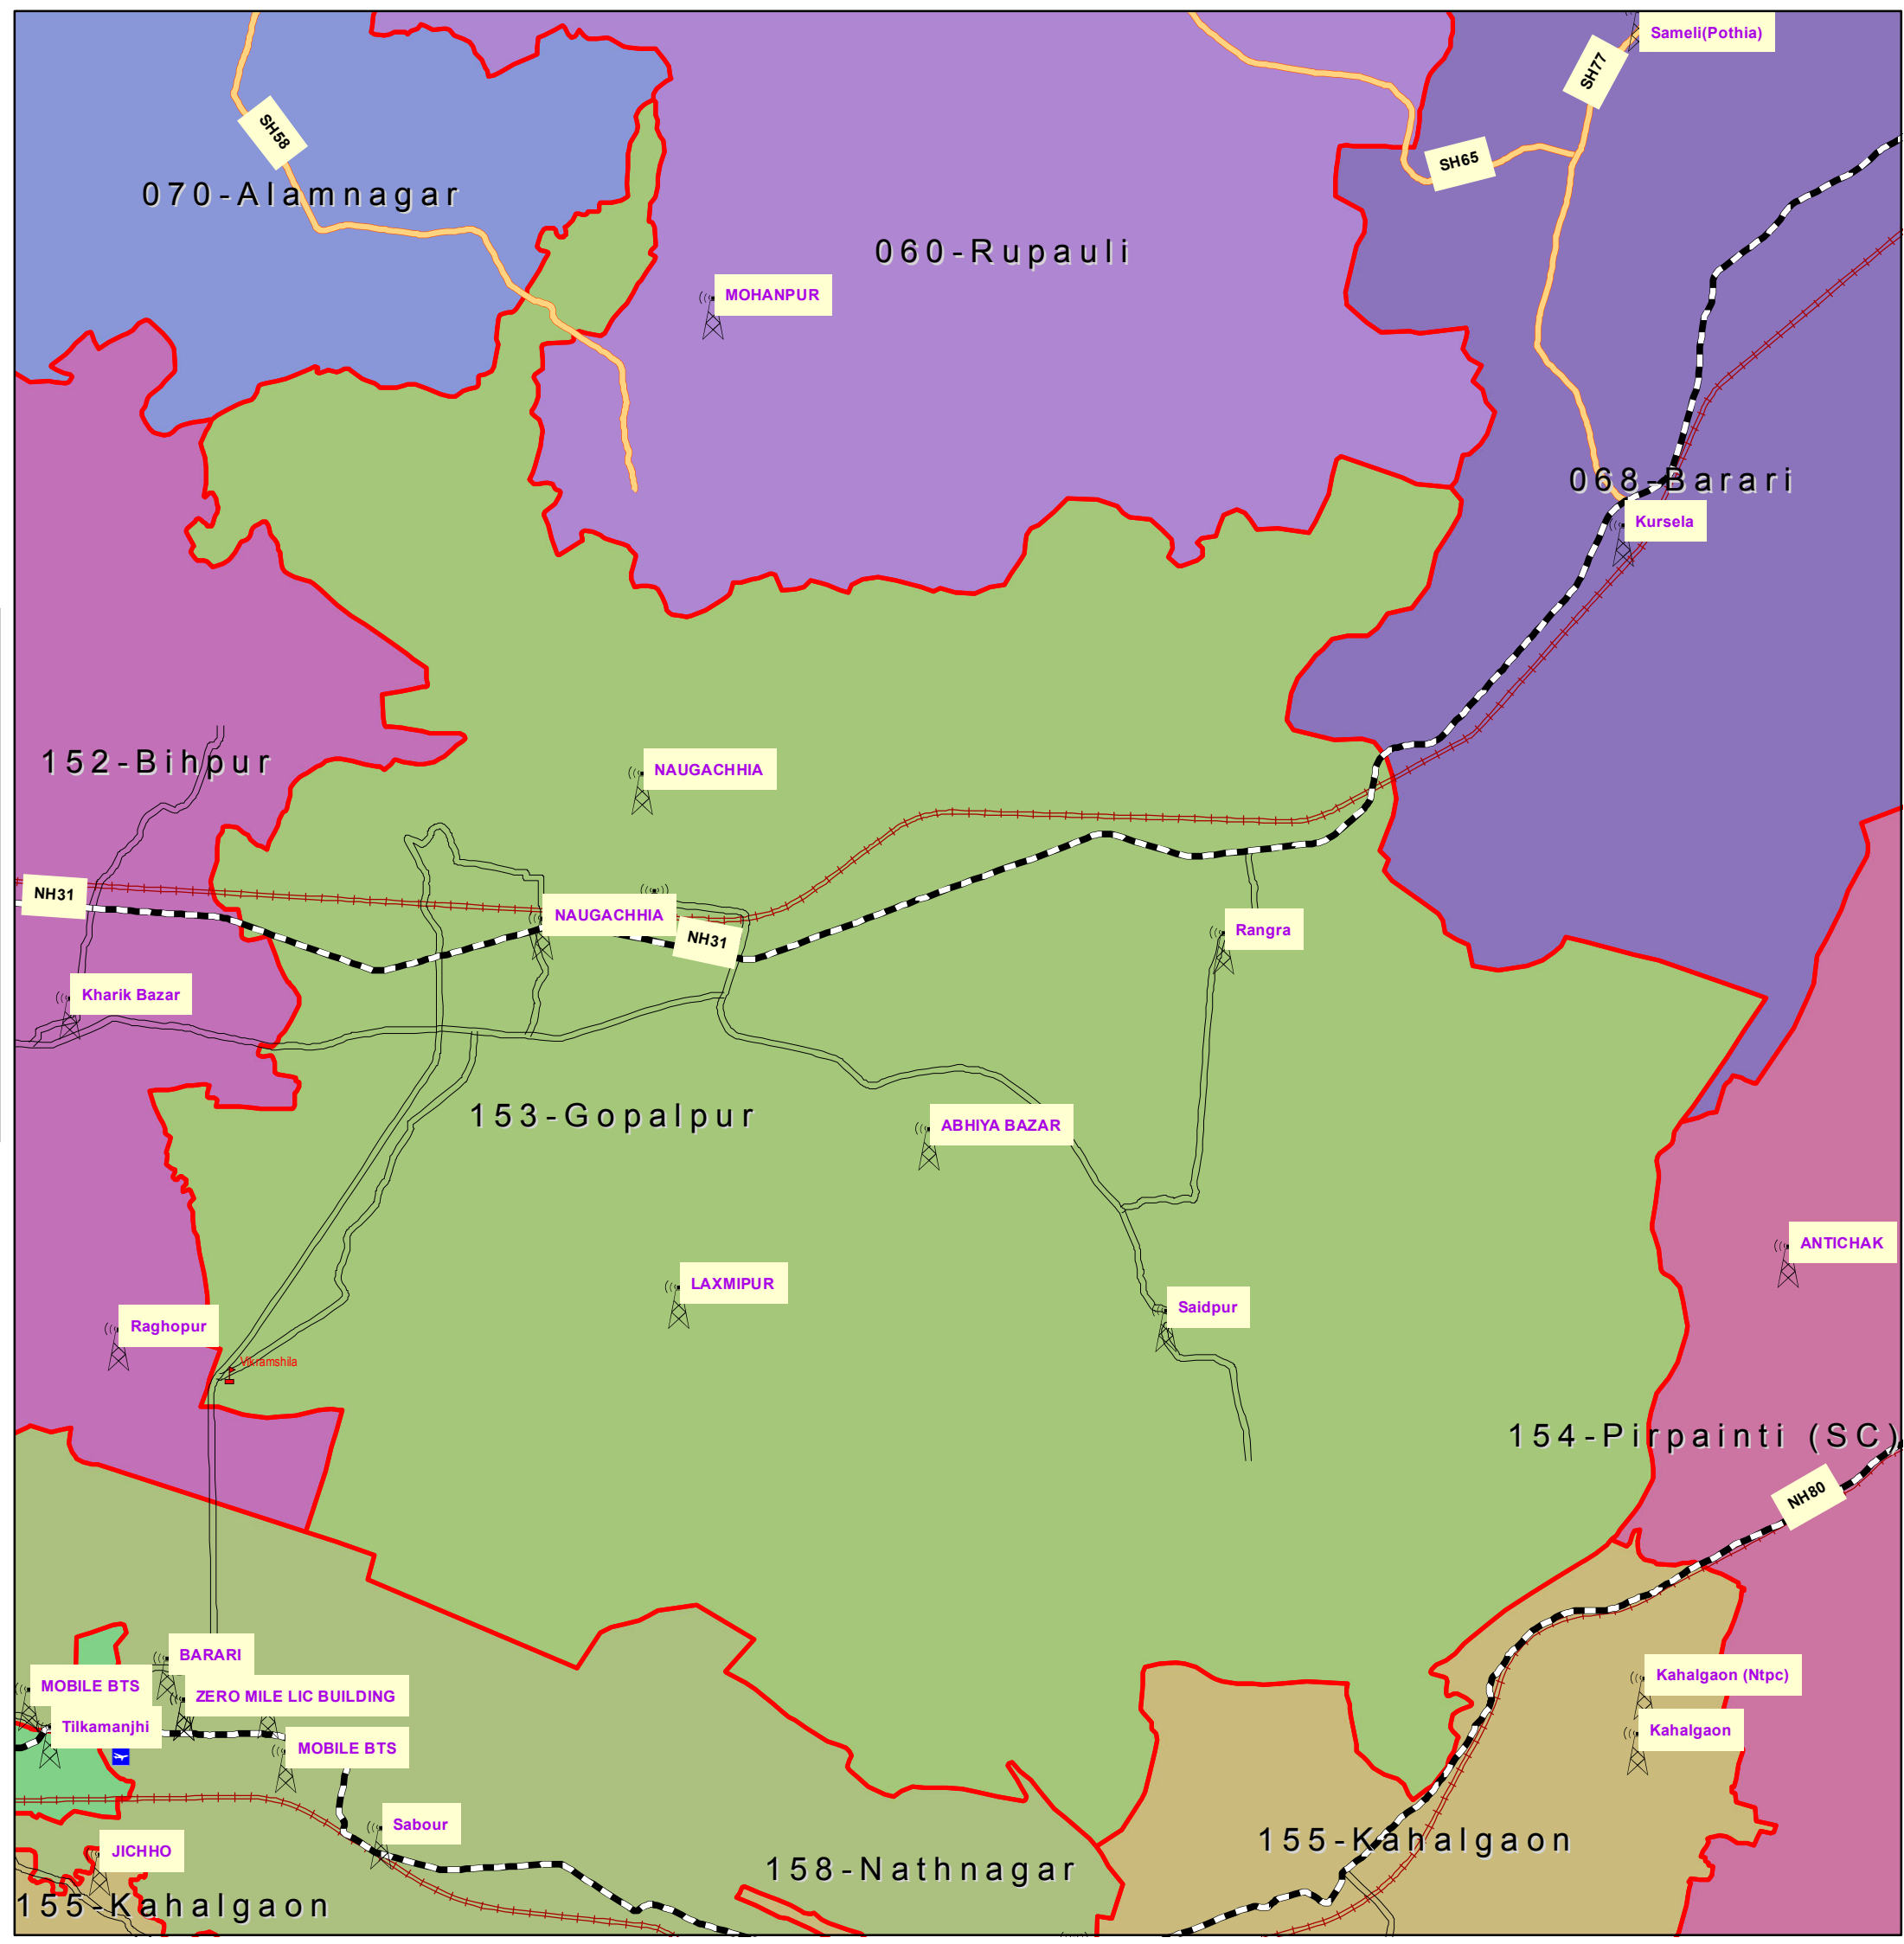 Sameli(Pothia)
SH77
SH58
SH65
070-Alamnagar
060-Rupauli
MOHANPUR
068-Barari
Kursela
152-Bihpur
NAUGACHHIA
NH31
NAUGACHHIA
NH31
Rangra
Kharik Bazar
153-Gopalpur
ABHIYA BAZAR
ANTICHAK
LAXMIPUR
Saidpur
Raghopur
Vikramshila
154-Pirpainti (SC)
NH80
BARARI
MOBILE BTS
ZERO MILE LIC BUILDING
Kahalgaon (Ntpc)
Tilkamanjhi
Kahalgaon
MOBILE BTS
Sabour
155-Kahalgaon
JICHHO
158-Nathnagar
155-Kahalgaon